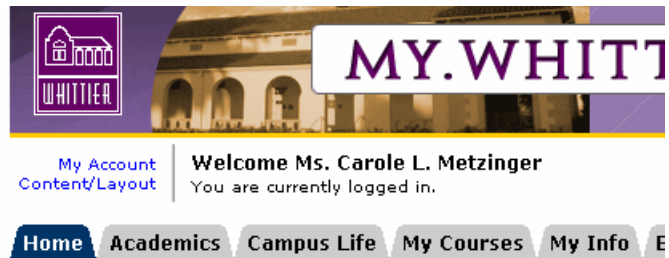 WHITTIER
MY.WHITT
My Account
Content/Layout
Welcome Ms. Carole L. Metzinger
You are currently logged in.
Home Academics Campus Life My Courses My Info E